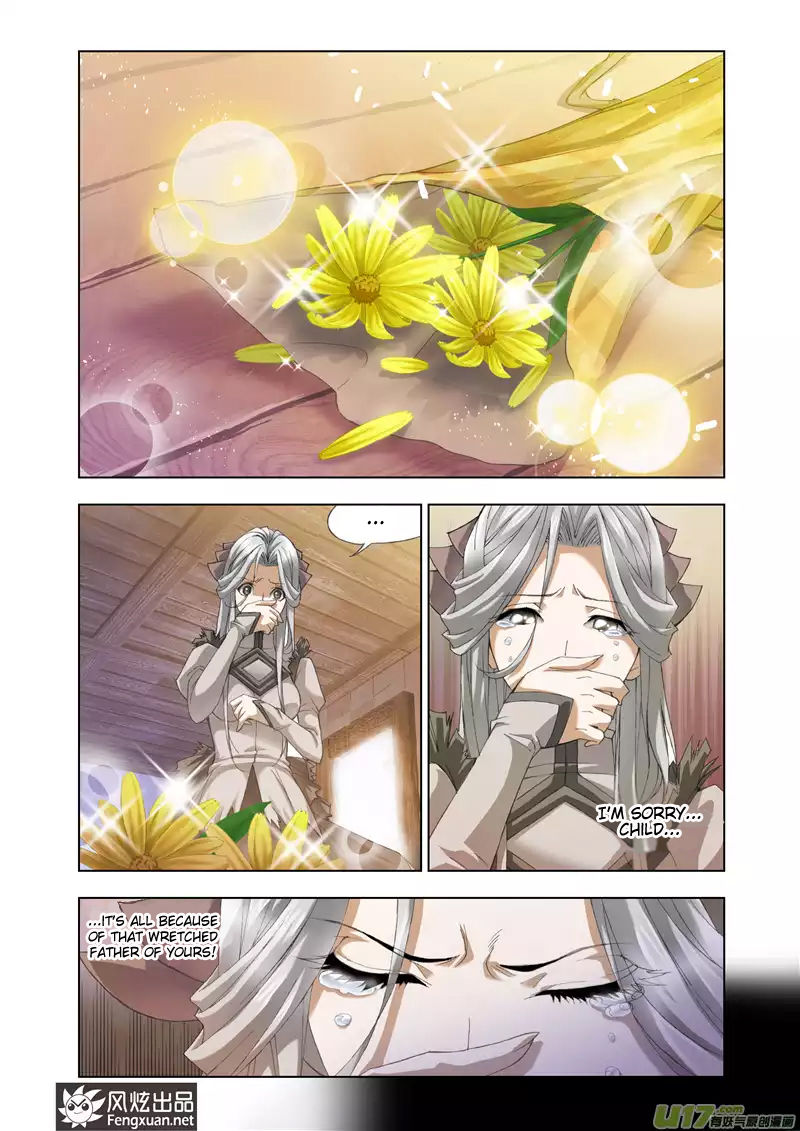 ...
I'M SORRY...
CHILD...
...IT'S ALL BECAUSE
OF THAT WRETCHED
FATHER OF YOURS!
风炫出品
Fengxuan.net
U17.com
有妖气原创漫画